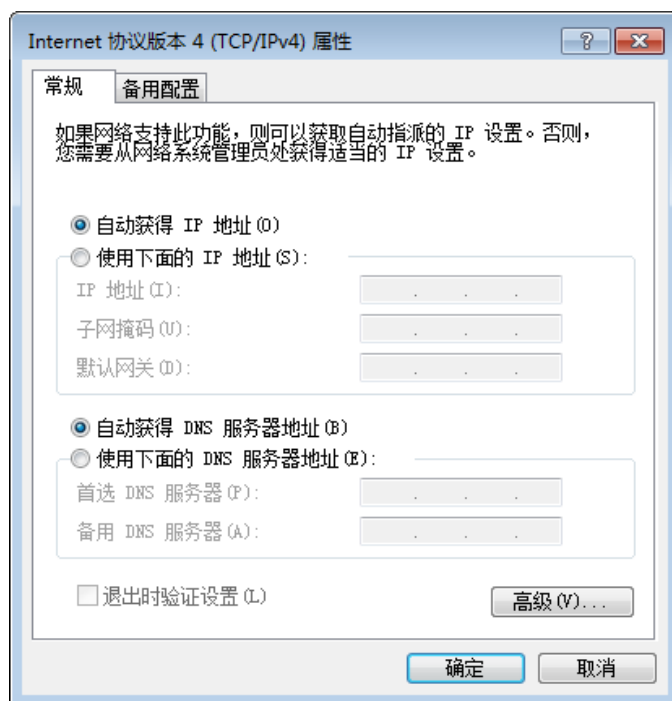 Internet 协议版本 4 (TCP/IPv4) 属性
常规 备用配置
如果网络支持此功能，则可以获取自动指派的 IP 设置。否则，
您需要从网络系统管理员处获得适当的 IP 设置。
自动获得 IP 地址(O)
使用下面的 IP 地址(S):
IP 地址(I):
子网掩码(U):
默认网关(D):
自动获得 DNS 服务器地址(B)
使用下面的 DNS 服务器地址(E):
首选 DNS 服务器(P):
备用 DNS 服务器(A):
退出时验证设置(L)
高级(V)...
确定 取消